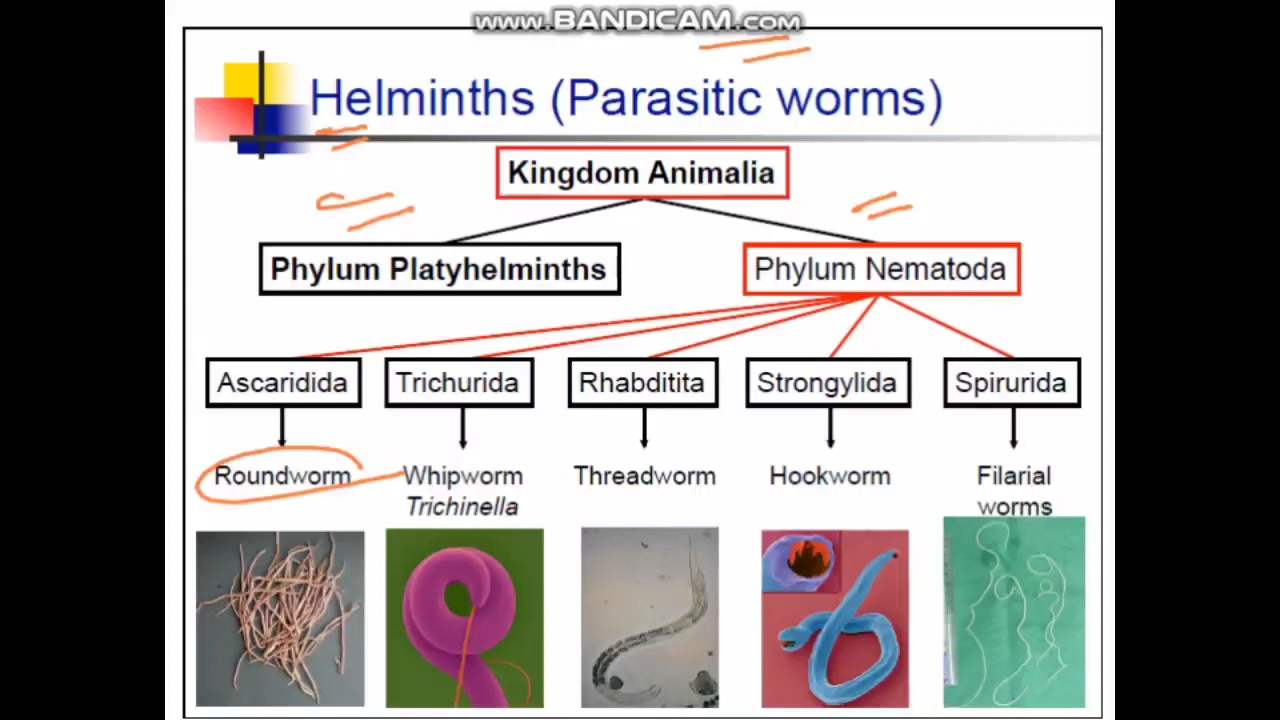 www.BANDICAM.com
Helminths (Parasitic worms)
Kingdom Animalia
Phylum Platyhelminths
Phylum Nematoda
Ascaridida
Trichurida
Rhabditita
Strongylida
Spirurida
Roundworm
Whipworm
Trichinella
Threadworm
Hookworm
Filarial
worms